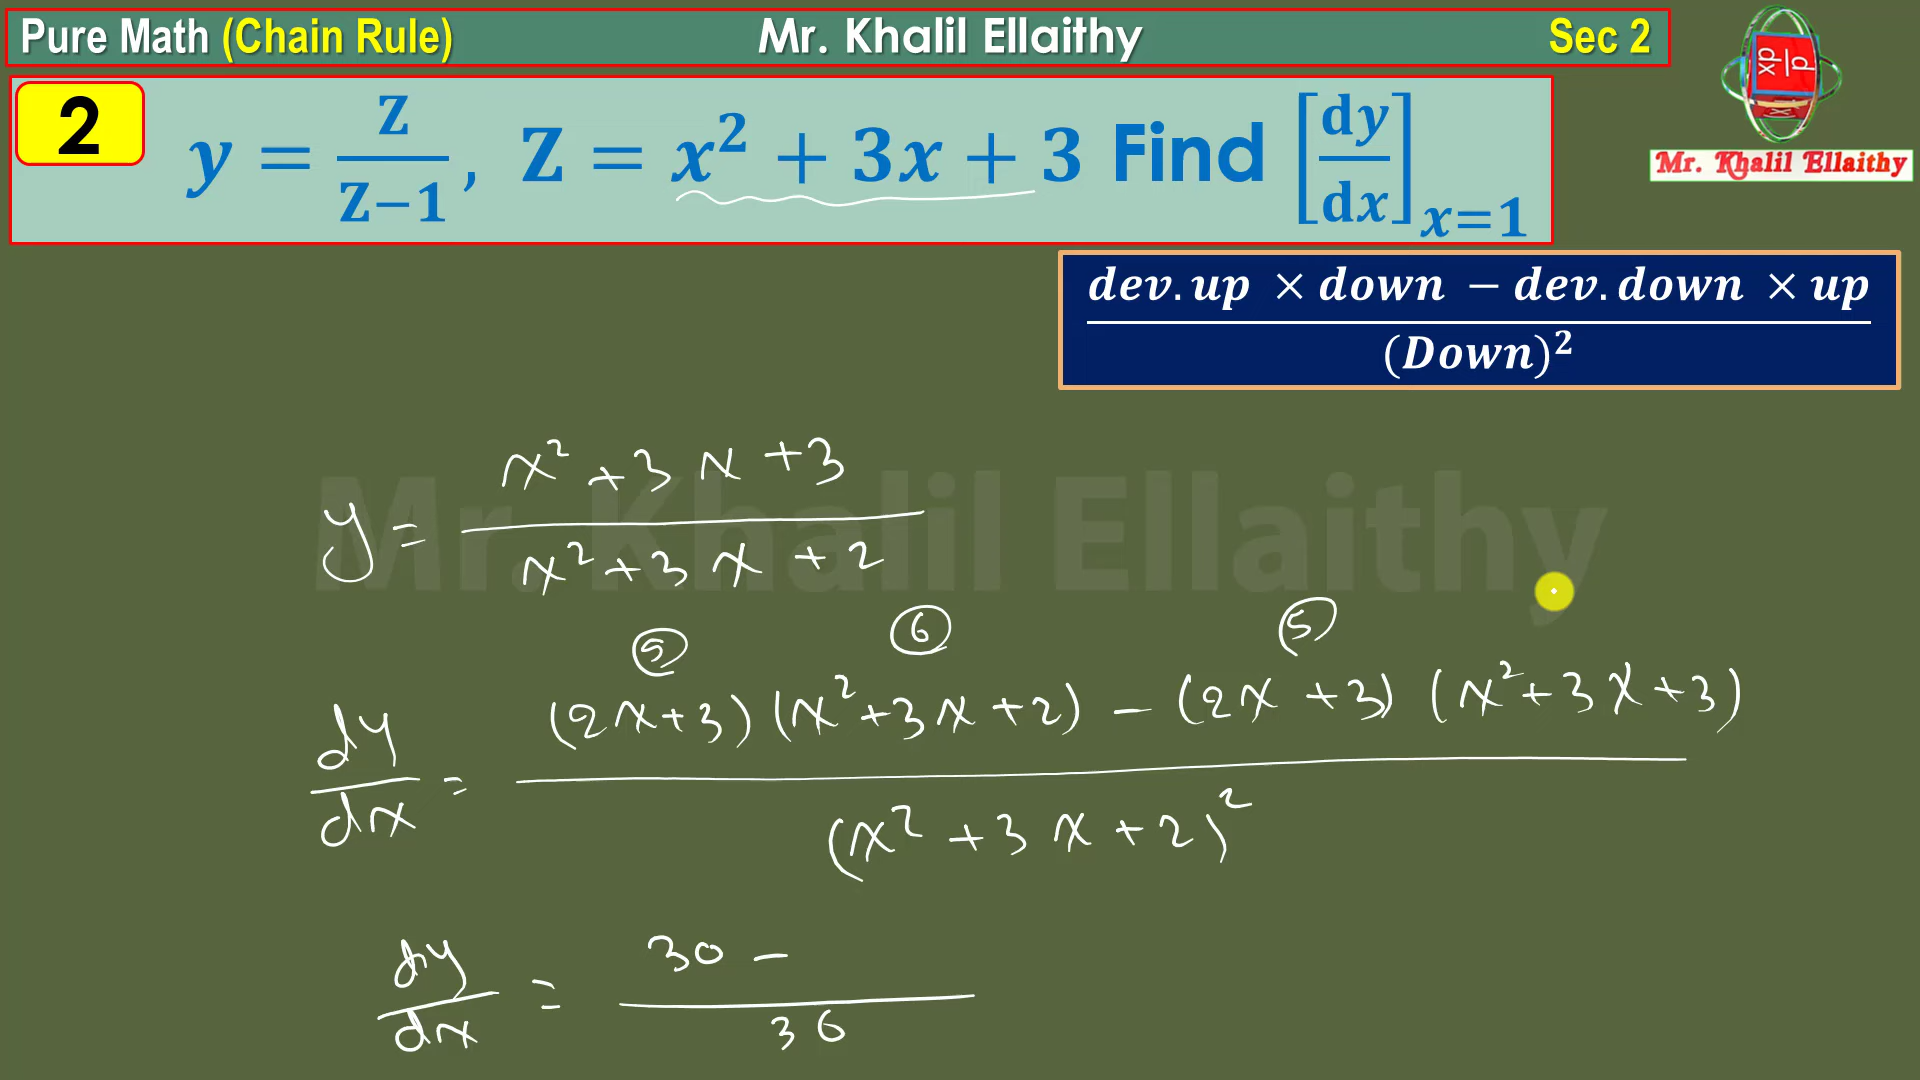 Pure Math (Chain Rule) Mr. Khalil Ellaithy Sec 2
d/dx
Mr. Khalil Ellaithy
2 y = Z/(Z−1), Z = x² + 3x + 3 Find [dy/dx]ₓ₌₁
dev.up × down − dev.down × up
(Down)²
Mr. Khalil Ellaithy
y = (x² + 3x + 3)/(x² + 3x + 2)
5 6 5
dy/dx = ((2x+3)(x²+3x+2) − (2x+3)(x²+3x+3))/(x²+3x+2)²
dy/dx = (30 −)/36